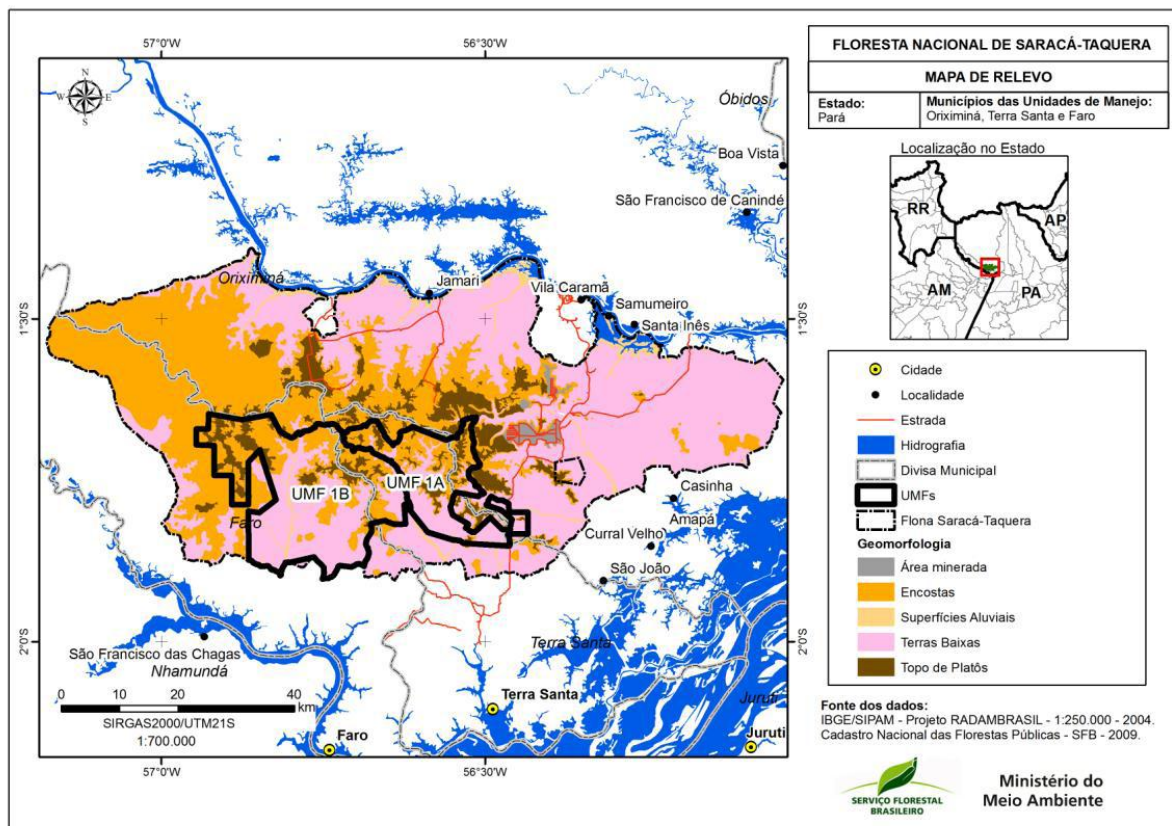 FLORESTA NACIONAL DE SARACÁ-TAQUERA
MAPA DE RELEVO
Estado:
Pará
Municípios das Unidades de Manejo:
Oriximiná, Terra Santa e Faro
Localização no Estado
RR
AP
AM
PA
57°0'W
56°30'W
N
W
E
S
Óbidos
Boa Vista
São Francisco de Canindé
Oriximiná
Jamari
Vila Caramã
Samumeiro
Santa Inês
1°30'S
1°30'S
UMF 1B
UMF 1A
Faro
Casinha
Amapá
Curral Velho
São João
2°0'S
2°0'S
São Francisco das Chagas
Nhamundá
Terra Santa
Terra Santa
Juruti
Faro
Juruti
0
10
20
40
km
SIRGAS2000/UTM21S
1:700.000
57°0'W
56°30'W
Cidade
Localidade
Estrada
Hidrografia
Divisa Municipal
UMFs
Flona Saracá-Taquera
Geomorfologia
Área minerada
Encostas
Superfícies Aluviais
Terras Baixas
Topo de Platôs
Fonte dos dados:
IBGE/SIPAM - Projeto RADAMBRASIL - 1:250.000 - 2004.
Cadastro Nacional das Florestas Públicas - SFB - 2009.
SERVIÇO FLORESTAL
BRASILEIRO
Ministério do
Meio Ambiente